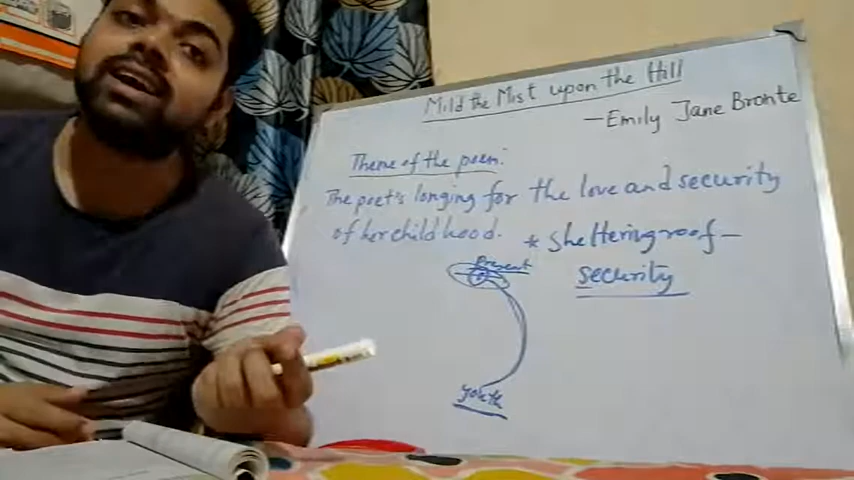 Mild the Mist upon the Hill
- Emily Jane Bronte
Theme of the poem.
The poet's longing for the love and security
of her childhood. * sheltering roof -
security
present
youth